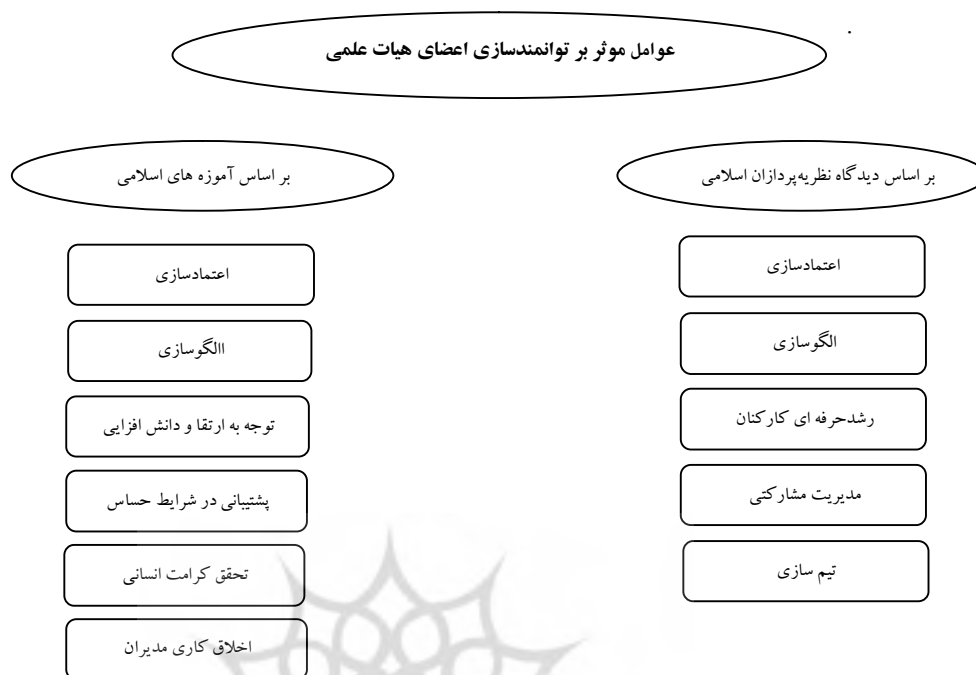 عوامل موثر بر توانمندسازی اعضای هیات علمی
بر اساس دیدگاه نظریه‌پردازان اسلامی
اعتمادسازی
الگوسازی
رشدحرفه ای کارکنان
مدیریت مشارکتی
تیم سازی
بر اساس آموزه های اسلامی
اعتمادسازی
االگوسازی
توجه به ارتقا و دانش افزایی
پشتیبانی در شرایط حساس
تحقق کرامت انسانی
اخلاق کاری مدیران